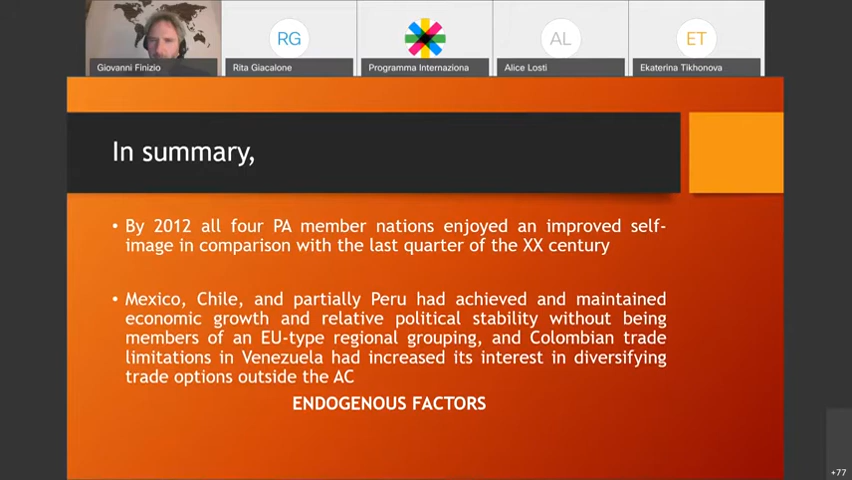 RG
AL
ET
Giovanni Finizio
Rita Giacalone
Programma Internaziona
Alice Losti
Ekaterina Tikhonova
In summary,
• By 2012 all four PA member nations enjoyed an improved self-
image in comparison with the last quarter of the XX century
• Mexico, Chile, and partially Peru had achieved and maintained
economic growth and relative political stability without being
members of an EU-type regional grouping, and Colombian trade
limitations in Venezuela had increased its interest in diversifying
trade options outside the AC
ENDOGENOUS FACTORS
+77